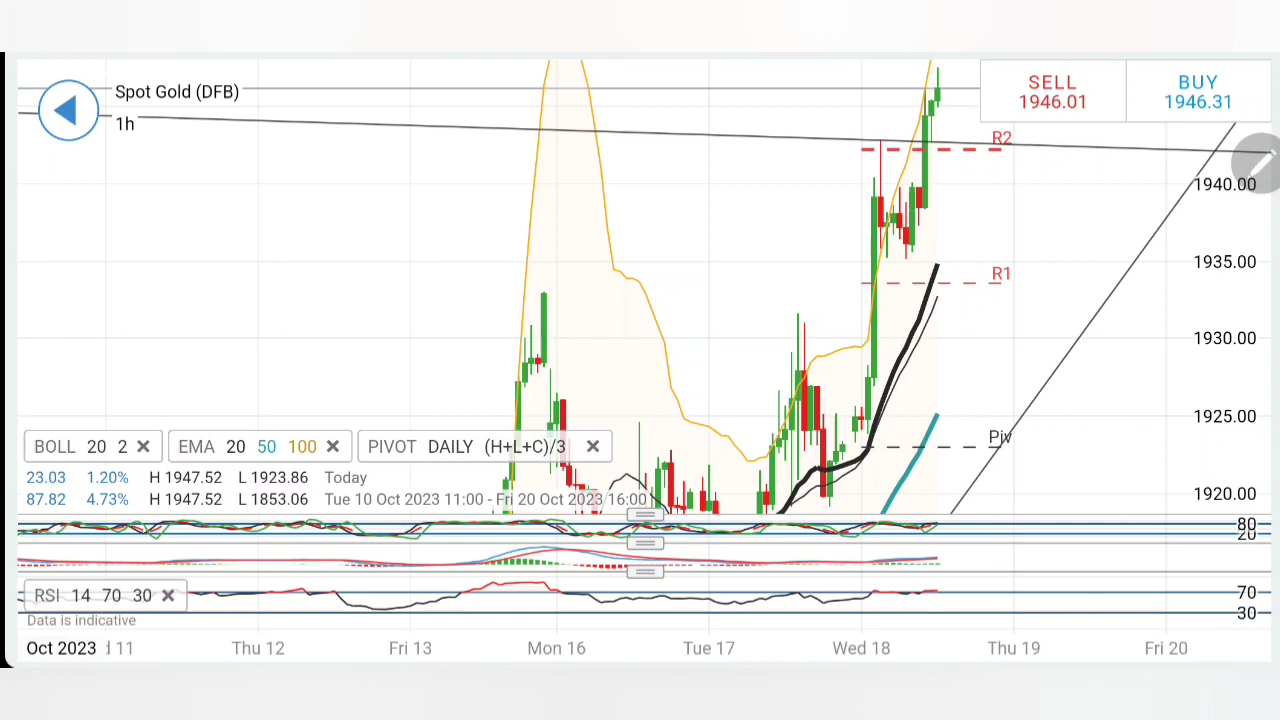 Spot Gold (DFB)
1h
SELL
1946.01
BUY
1946.31
R2
1940.00
1935.00
R1
1930.00
1925.00
Piv
1920.00
BOLL 20 2 ×
EMA 20 50 100 ×
PIVOT DAILY (H+L+C)/3 ×
23.03 1.20% H 1947.52 L 1923.86 Today
87.82 4.73% H 1947.52 L 1853.06 Tue 10 Oct 2023 11:00 - Fri 20 Oct 2023 16:00
80
20
RSI 14 70 30 ×
70
30
Data is indicative
Oct 2023 11 Thu 12 Fri 13 Mon 16 Tue 17 Wed 18 Thu 19 Fri 20